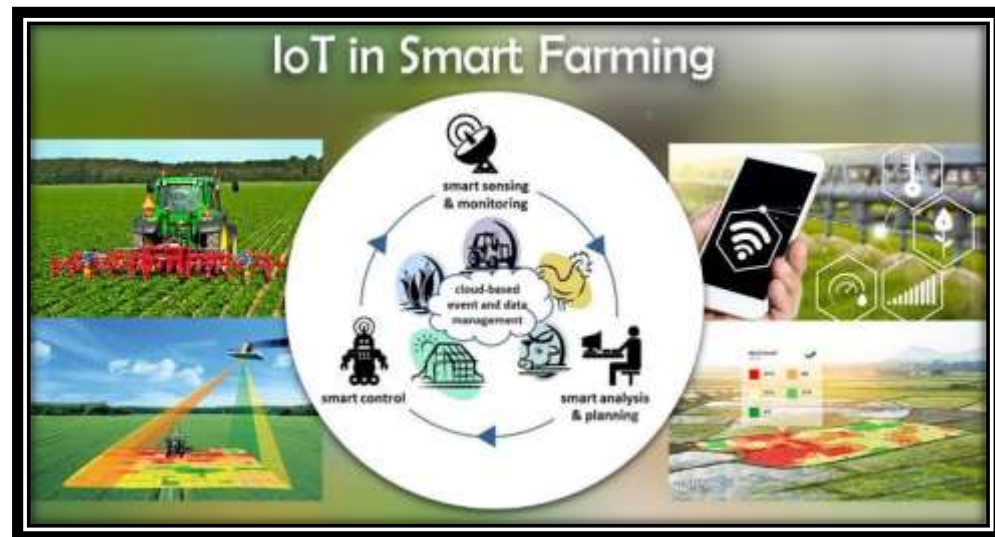 IoT in Smart Farming
smart sensing
& monitoring
cloud-based
event and data
management
smart control
smart analysis
& planning